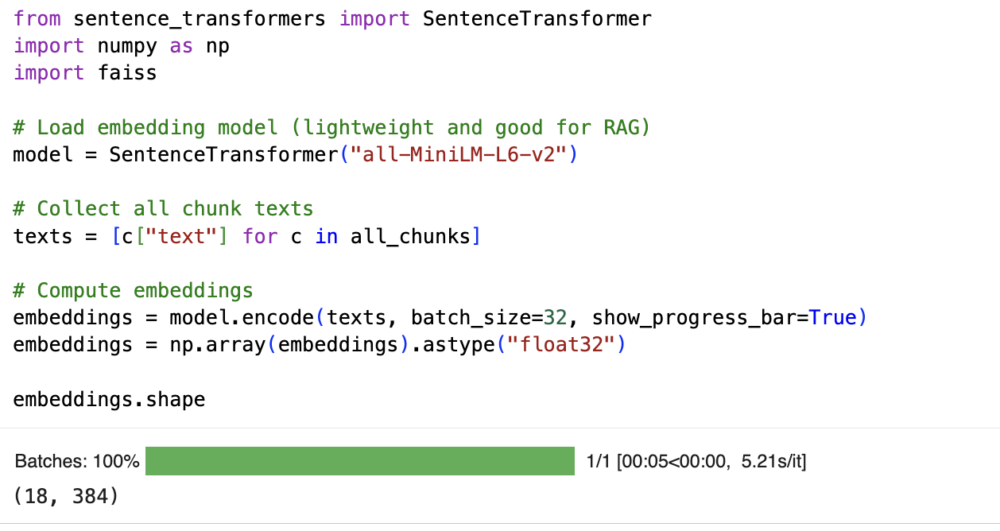 from sentence_transformers import SentenceTransformer
import numpy as np
import faiss
# Load embedding model (lightweight and good for RAG)
model = SentenceTransformer("all-MiniLM-L6-v2")
# Collect all chunk texts
texts = [c["text"] for c in all_chunks]
# Compute embeddings
embeddings = model.encode(texts, batch_size=32, show_progress_bar=True)
embeddings = np.array(embeddings).astype("float32")
embeddings.shape
Batches: 100% 1/1 [00:05<00:00, 5.21s/it]
(18, 384)